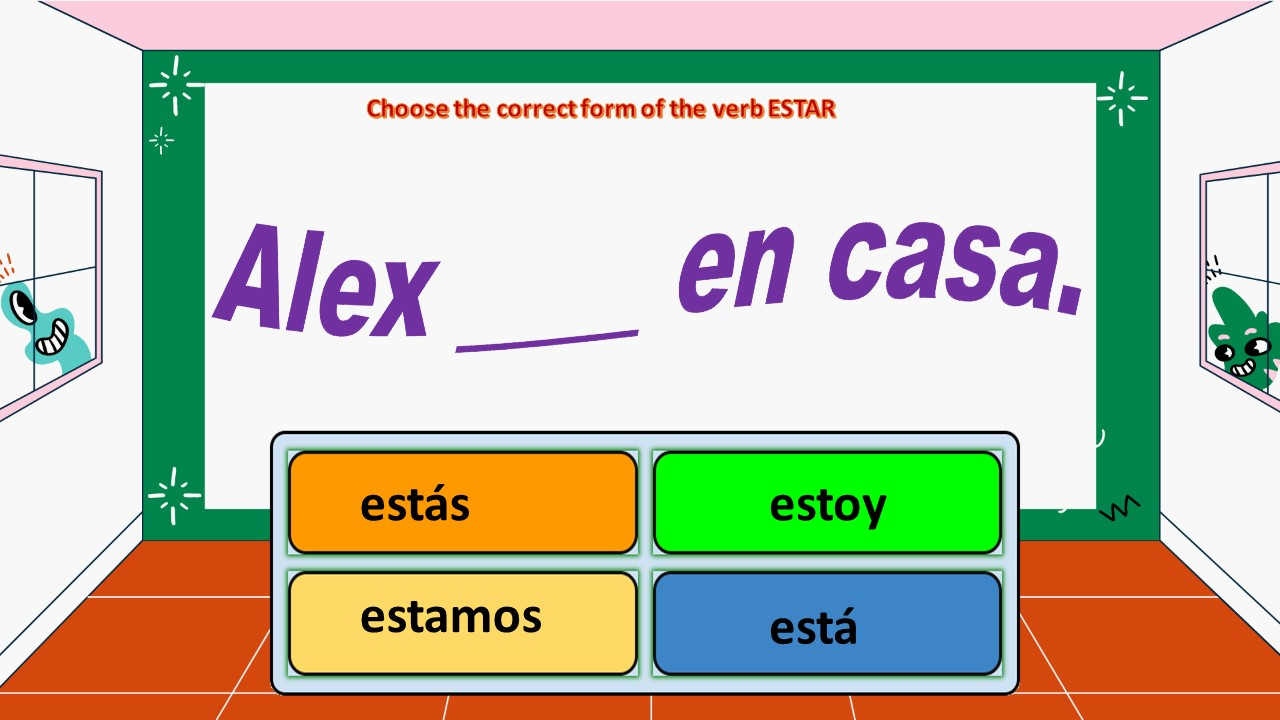 Choose the correct form of the verb ESTAR
Alex ___ en casa.
estás
estoy
estamos
está